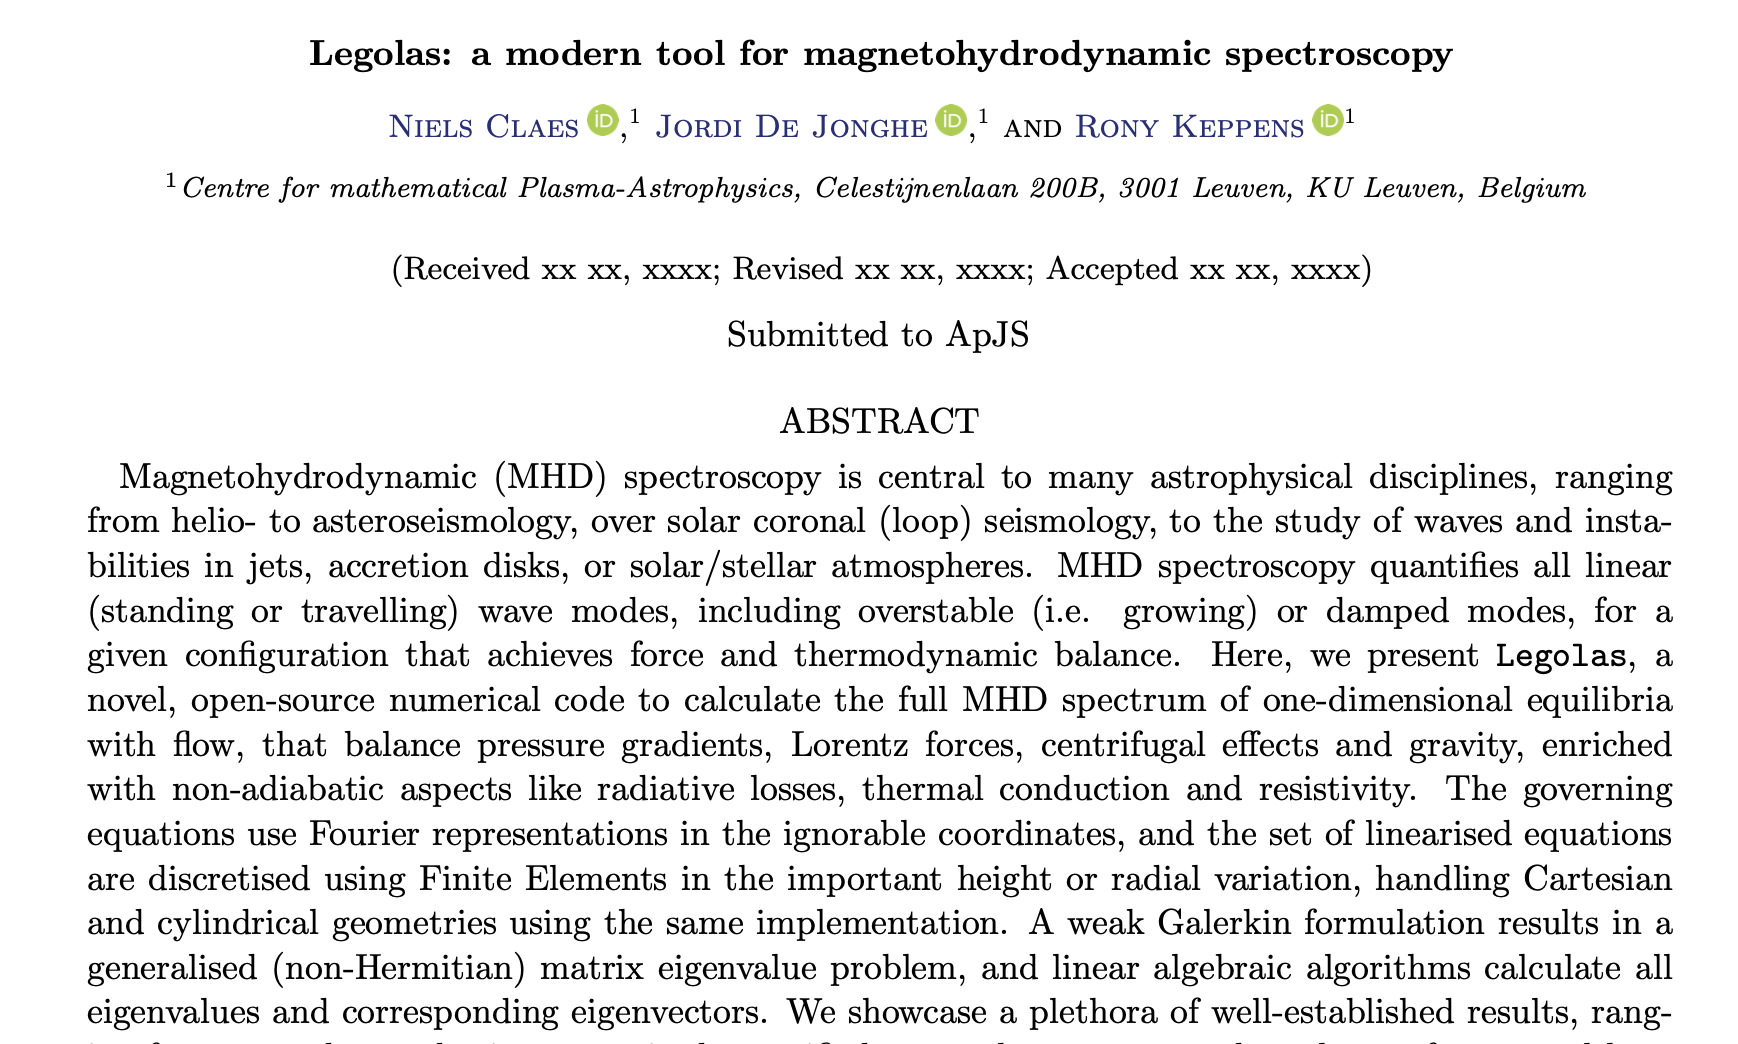 Legolas: a modern tool for magnetohydrodynamic spectroscopy
Niels Claes iD,1 Jordi De Jonghe iD,1 and Rony Keppens iD1
1 Centre for mathematical Plasma-Astrophysics, Celestijnenlaan 200B, 3001 Leuven, KU Leuven, Belgium
(Received xx xx, xxxx; Revised xx xx, xxxx; Accepted xx xx, xxxx)
Submitted to ApJS
ABSTRACT
Magnetohydrodynamic (MHD) spectroscopy is central to many astrophysical disciplines, ranging
from helio- to asteroseismology, over solar coronal (loop) seismology, to the study of waves and insta-
bilities in jets, accretion disks, or solar/stellar atmospheres. MHD spectroscopy quantifies all linear
(standing or travelling) wave modes, including overstable (i.e. growing) or damped modes, for a
given configuration that achieves force and thermodynamic balance. Here, we present Legolas, a
novel, open-source numerical code to calculate the full MHD spectrum of one-dimensional equilibria
with flow, that balance pressure gradients, Lorentz forces, centrifugal effects and gravity, enriched
with non-adiabatic aspects like radiative losses, thermal conduction and resistivity. The governing
equations use Fourier representations in the ignorable coordinates, and the set of linearised equations
are discretised using Finite Elements in the important height or radial variation, handling Cartesian
and cylindrical geometries using the same implementation. A weak Galerkin formulation results in a
generalised (non-Hermitian) matrix eigenvalue problem, and linear algebraic algorithms calculate all
eigenvalues and corresponding eigenvectors. We showcase a plethora of well-established results, rang-